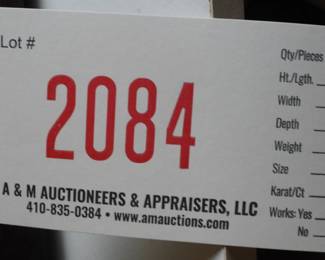 Lot #
2084
A & M AUCTIONEERS & APPRAISERS, LLC
410-835-0384 • www.amauctions.com
Qty/Pieces
Ht./Lgth.
Width
Depth
Weight
Size
Karat/Ct
Works: Yes
No